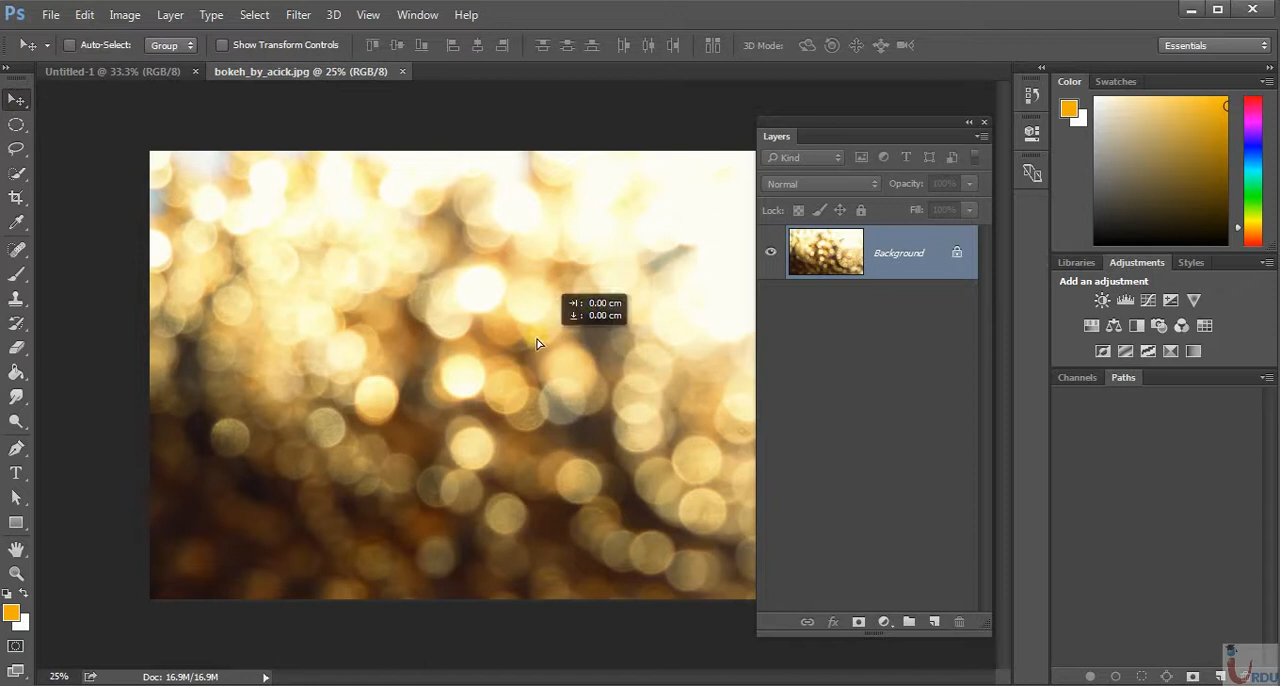 Ps File Edit Image Layer Type Select Filter 3D View Window Help
Auto-Select: Group Show Transform Controls 3D Mode: Essentials
Untitled-1 @ 33.3% (RGB/8) × bokeh_by_acick.jpg @ 25% (RGB/8) ×
Color Swatches
Layers
Kind
Normal Opacity: 100%
Lock: Fill: 100%
Background
0.00 cm
0.00 cm
Libraries Adjustments Styles
Add an adjustment
Channels Paths
25% Doc: 16.9M/16.9M
URDU